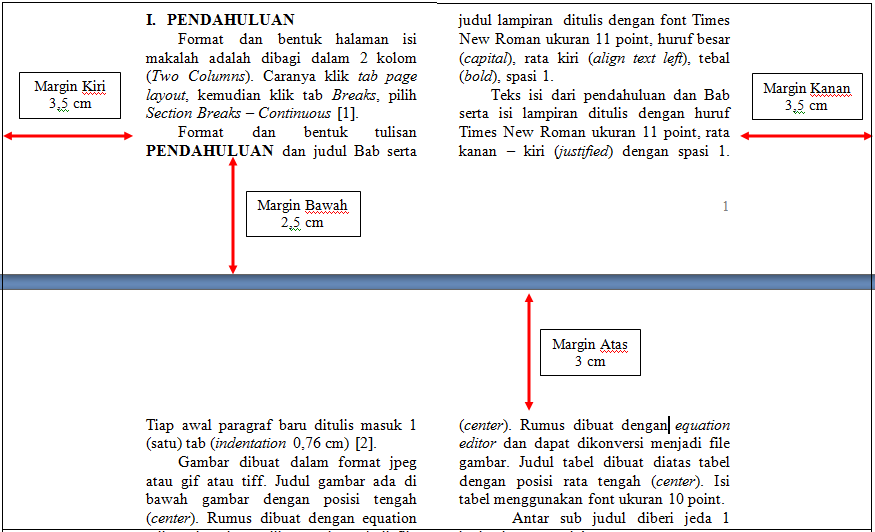 I. PENDAHULUAN
Format dan bentuk halaman isi
makalah adalah dibagi dalam 2 kolom
(Two Columns). Caranya klik tab page
layout, kemudian klik tab Breaks, pilih
Section Breaks – Continuous [1].
Format dan bentuk tulisan
PENDAHULUAN dan judul Bab serta
judul lampiran ditulis dengan font Times
New Roman ukuran 11 point, huruf besar
(capital), rata kiri (align text left), tebal
(bold), spasi 1.
Teks isi dari pendahuluan dan Bab
serta isi lampiran ditulis dengan huruf
Times New Roman ukuran 11 point, rata
kanan – kiri (justified) dengan spasi 1.
Margin Kiri
3,5 cm
Margin Kanan
3,5 cm
Margin Bawah
2,5 cm
1
Margin Atas
3 cm
Tiap awal paragraf baru ditulis masuk 1
(satu) tab (indentation 0,76 cm) [2].
Gambar dibuat dalam format jpeg
atau gif atau tiff. Judul gambar ada di
bawah gambar dengan posisi tengah
(center). Rumus dibuat dengan equation
(center). Rumus dibuat dengan equation
editor dan dapat dikonversi menjadi file
gambar. Judul tabel dibuat diatas tabel
dengan posisi rata tengah (center). Isi
tabel menggunakan font ukuran 10 point.
Antar sub judul diberi jeda 1